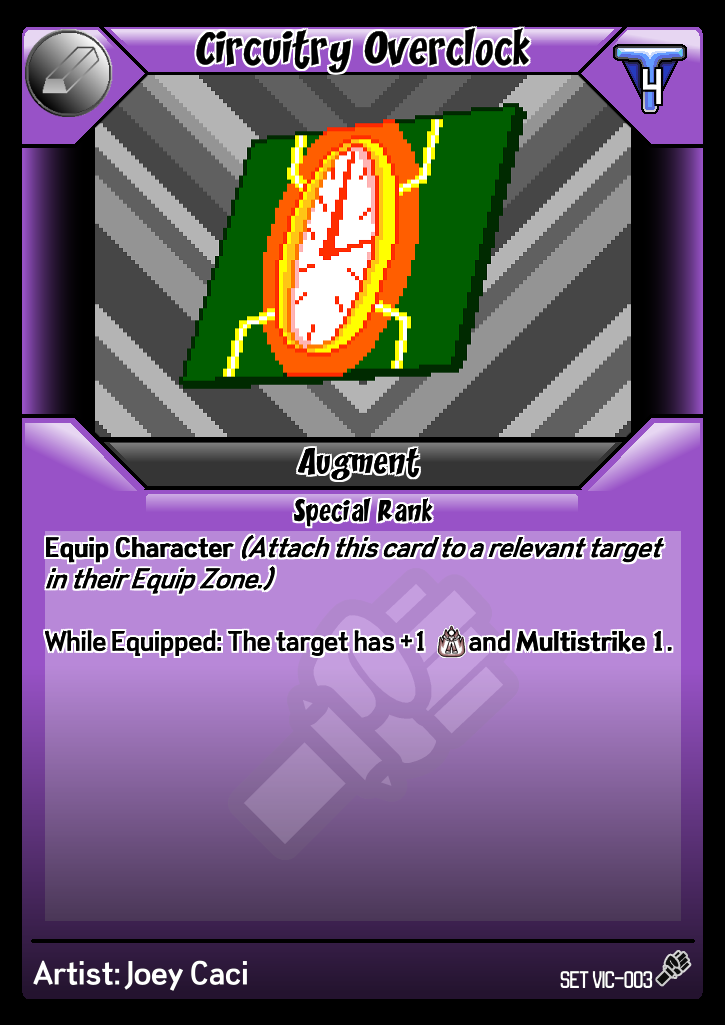 Circuitry Overclock
4
Augment
Special Rank
Equip Character (Attach this card to a relevant target
in their Equip Zone.)
While Equipped: The target has +1 and Multistrike 1.
Artist: Joey Caci
SET VIC-003